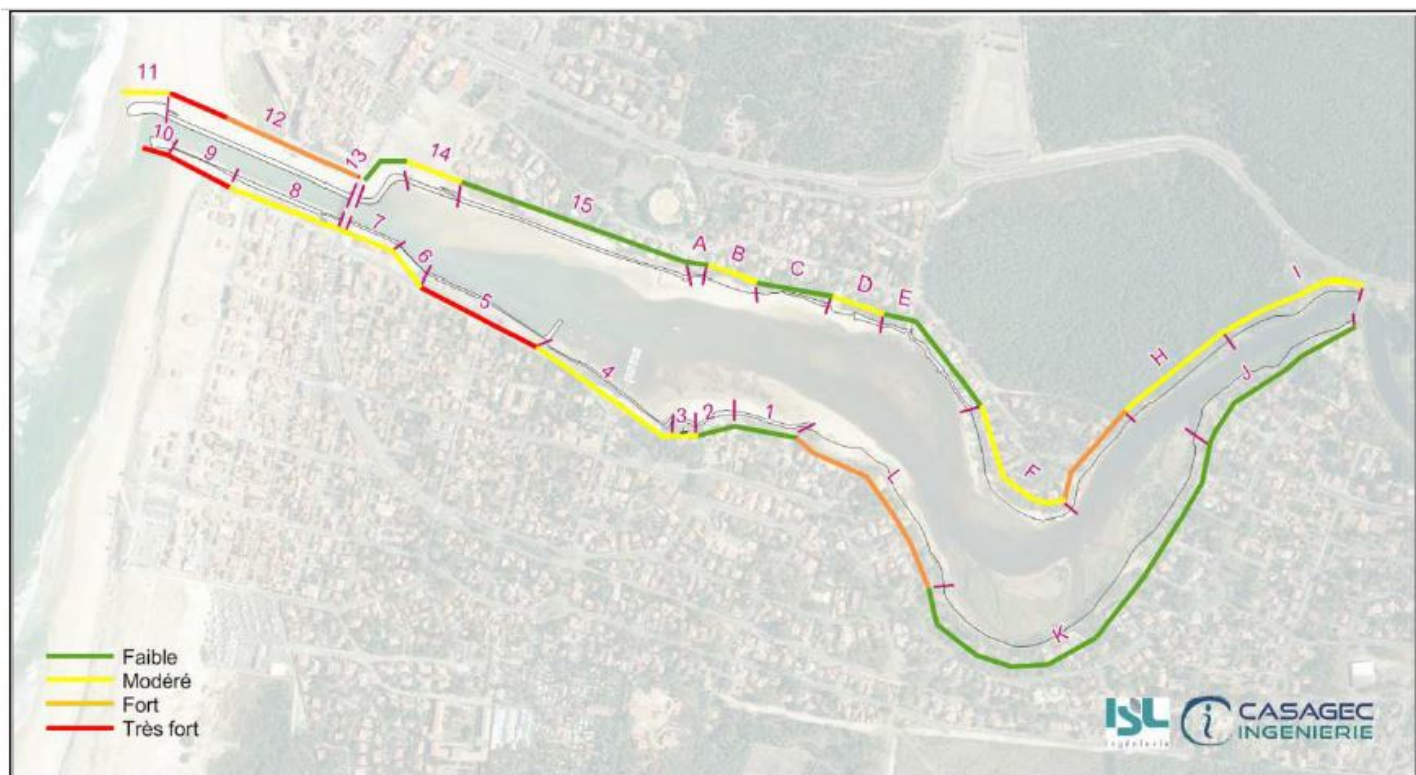 11
12
10
13
14
9
8
15
7
A
B
6
C
I
D
E
5
H
4
J
3
2
1
F
L
K
Faible
Modéré
Fort
Très fort
ISL
Ingénierie
CASAGEC
INGENIERIE